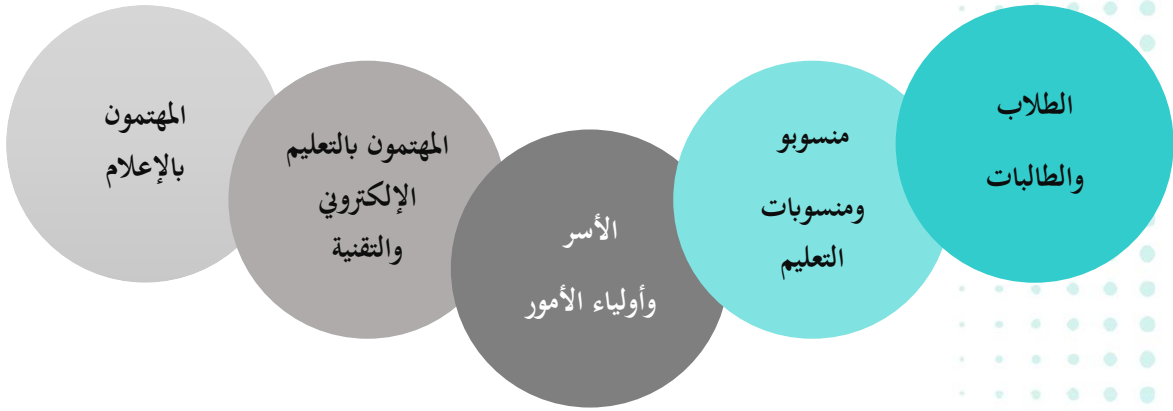 الطلاب
والطالبات
منسوبو
ومنسوبات
التعليم
الأسر
وأولياء الأمور
المهتمون بالتعليم
الإلكتروني
والتقنية
المهتمون
بالإعلام